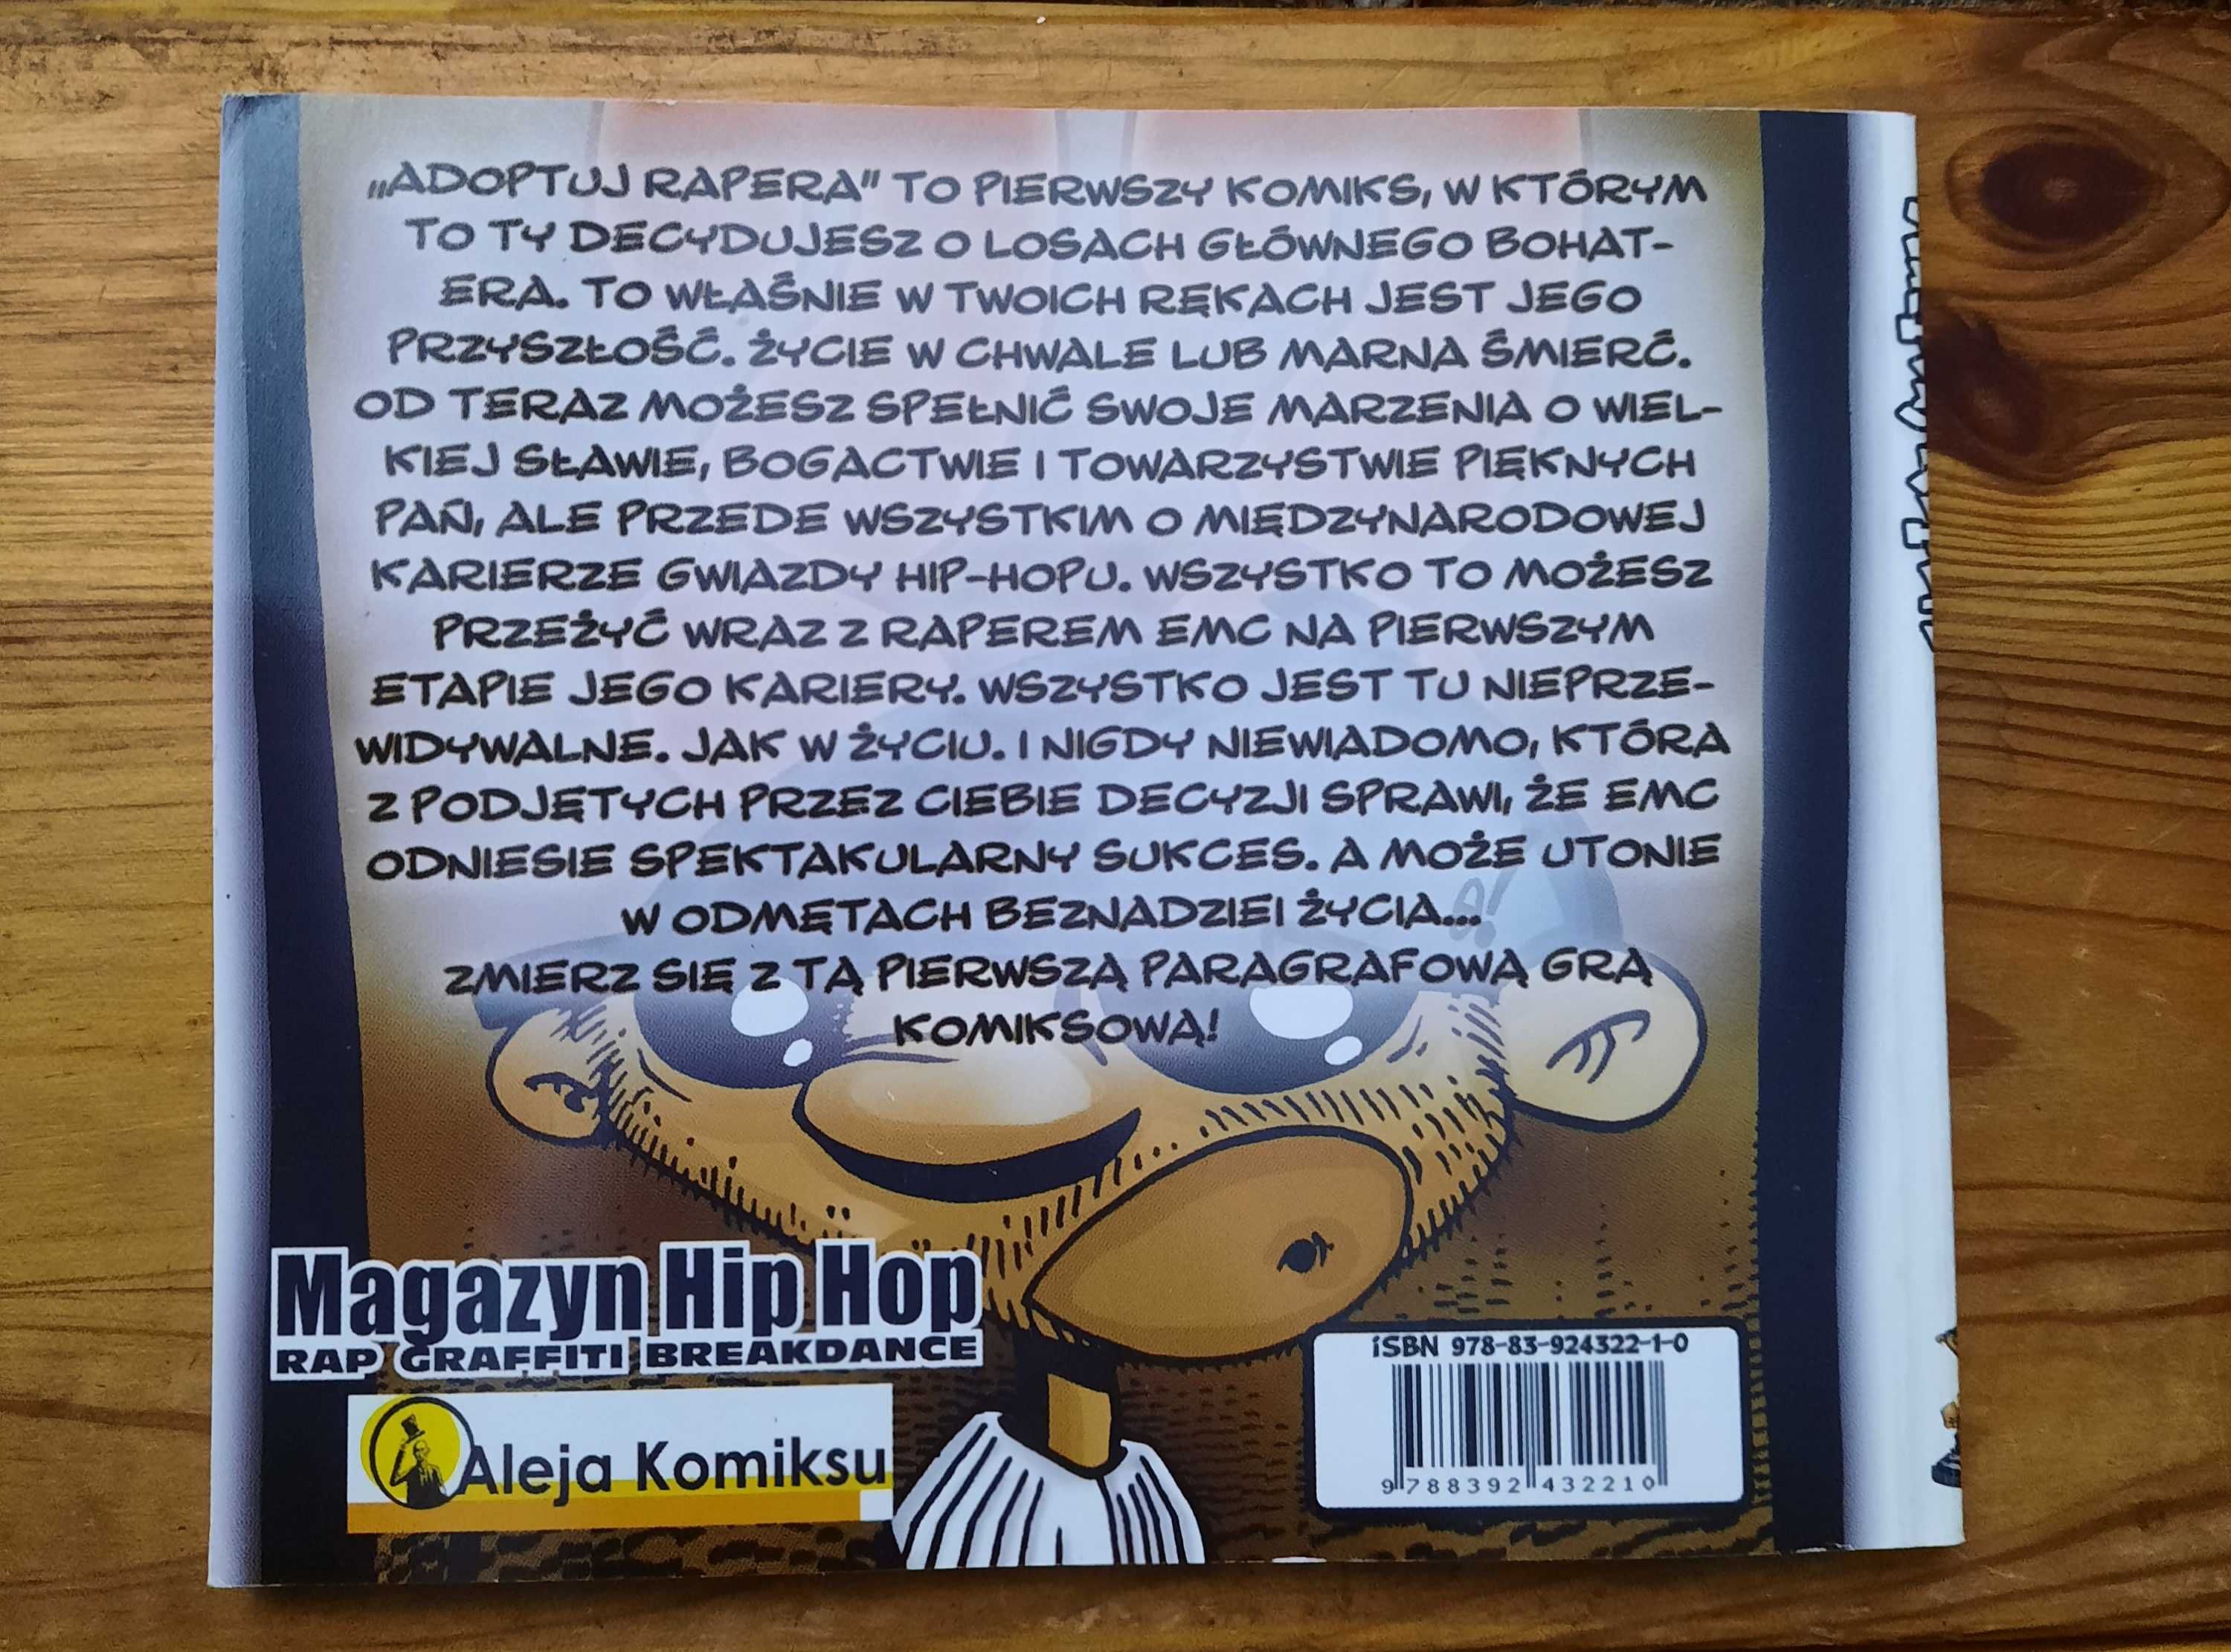 „ADOPTUJ RAPERA" TO PIERWSZY KOMIKS, W KTÓRYM
TO TY DECYDUJESZ O LOSACH GŁÓWNEGO BOHAT-
ERA. TO WŁAŚNIE W TWOICH RĘKACH JEST JEGO
PRZYSZŁOŚĆ. ŻYCIE W CHWALE LUB MARNA ŚMIERĆ.
OD TERAZ MOŻESZ SPEŁNIĆ SWOJE MARZENIA O WIEL-
KIEJ SŁAWIE, BOGACTWIE I TOWARZYSTWIE PIĘKNYCH
PAŃ, ALE PRZEDE WSZYSTKIM O MIĘDZYNARODOWEJ
KARIERZE GWIAZDY HIP-HOPU. WSZYSTKO TO MOŻESZ
PRZEŻYĆ WRAZ Z RAPEREM EMC NA PIERWSZYM
ETAPIE JEGO KARIERY. WSZYSTKO JEST TU NIEPRZE-
WIDYWALNE. JAK W ŻYCIU. I NIGDY NIEWIADOMO, KTÓRA
Z PODJĘTYCH PRZEZ CIEBIE DECYZJI SPRAWI, ŻE EMC
ODNIESIE SPEKTAKULARNY SUKCES. A MOŻE UTONIE
W ODMĘTACH BEZNADZIEI ŻYCIA...
ZMIERZ SIĘ Z TĄ PIERWSZĄ PARAGRAFOWĄ GRĄ
KOMIKSOWĄ!
Magazyn Hip Hop
RAP GRAFFITI BREAKDANCE
Aleja Komiksu
iSBN 978-83-924322-1-0
9 788392 432210